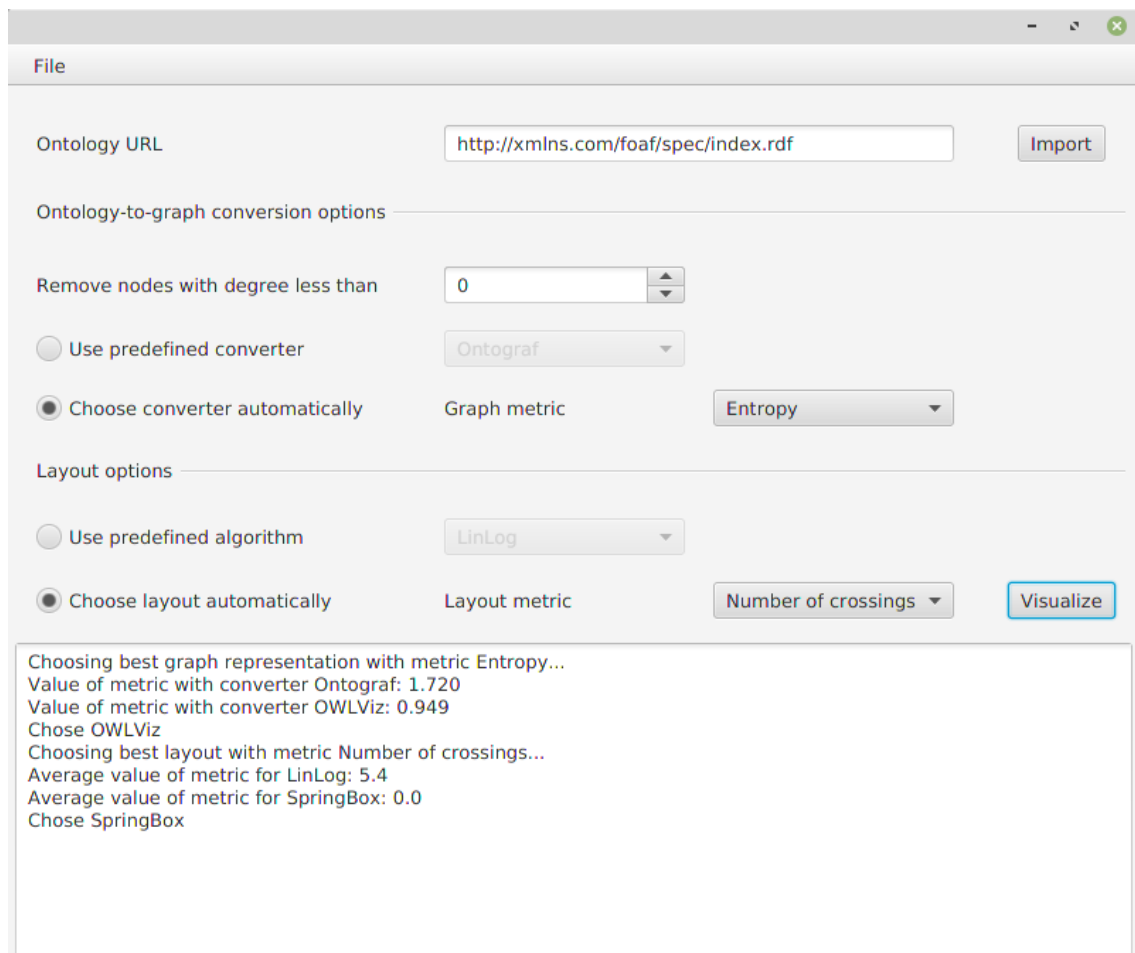 File
Ontology URL http://xmlns.com/foaf/spec/index.rdf Import
Ontology-to-graph conversion options
Remove nodes with degree less than 0
Use predefined converter Ontograf
Choose converter automatically Graph metric Entropy
Layout options
Use predefined algorithm LinLog
Choose layout automatically Layout metric Number of crossings Visualize
Choosing best graph representation with metric Entropy...
Value of metric with converter Ontograf: 1.720
Value of metric with converter OWLViz: 0.949
Chose OWLViz
Choosing best layout with metric Number of crossings...
Average value of metric for LinLog: 5.4
Average value of metric for SpringBox: 0.0
Chose SpringBox